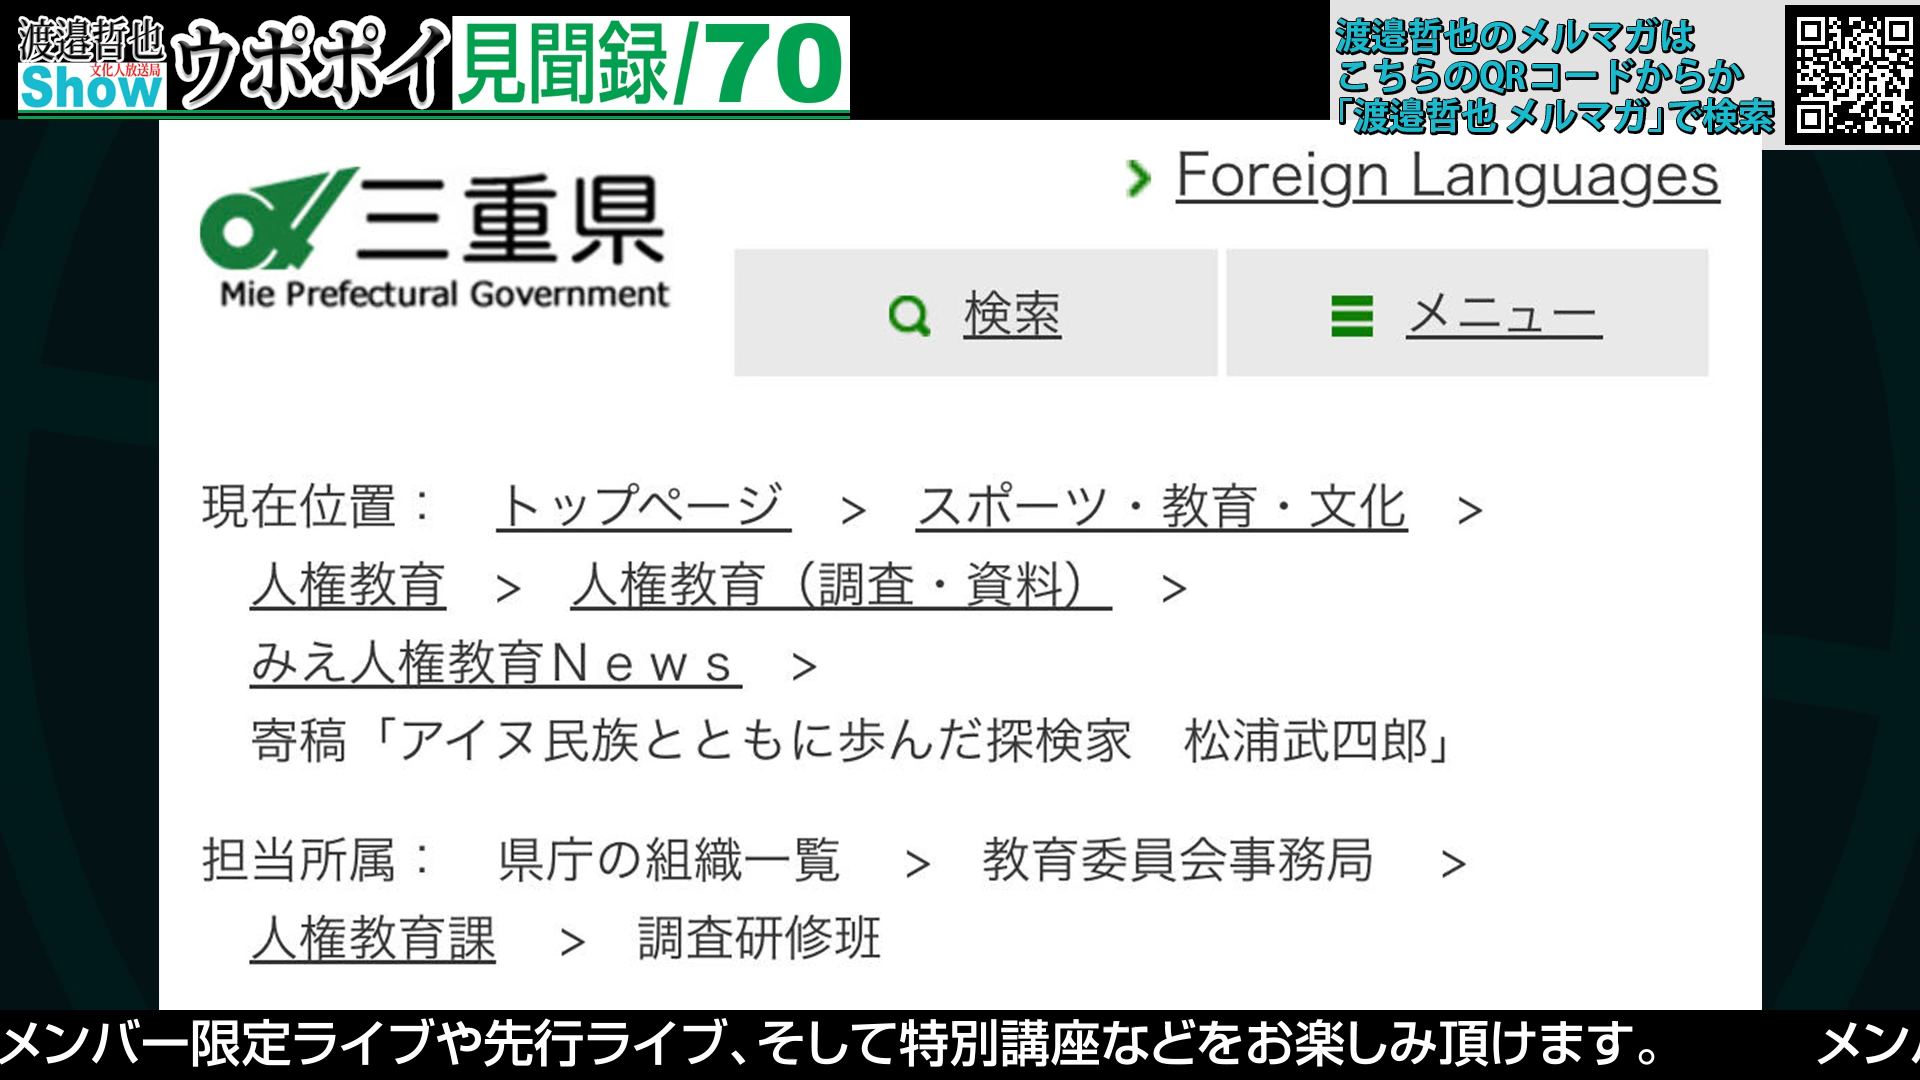 渡邉哲也
Show
文化人放送局
ウポポイ見聞録/70
渡邉哲也のメルマガは
こちらのQRコードからか
「渡邉哲也 メルマガ」で検索
三重県
Mie Prefectural Government
Foreign Languages
検索
メニュー
現在位置： トップページ > スポーツ・教育・文化 >
人権教育 > 人権教育（調査・資料） >
みえ人権教育Ｎｅｗｓ >
寄稿「アイヌ民族とともに歩んだ探検家　松浦武四郎」
担当所属： 県庁の組織一覧 > 教育委員会事務局 >
人権教育課 > 調査研修班
メンバー限定ライブや先行ライブ、そして特別講座などをお楽しみ頂けます。 メン